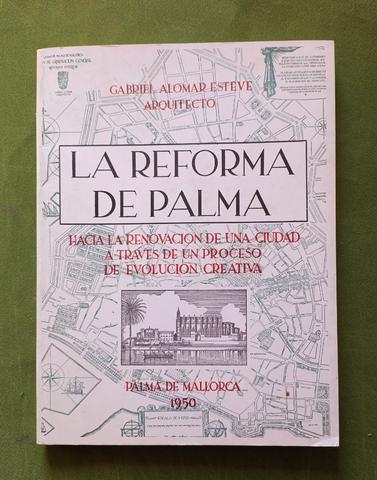 GABRIEL ALOMAR ESTEVE
ARQUITECTO
LA REFORMA
DE PALMA
HACIA LA RENOVACION DE UNA CIUDAD
A TRAVES DE UN PROCESO
DE EVOLUCION CREATIVA
PALMA DE MALLORCA
1950